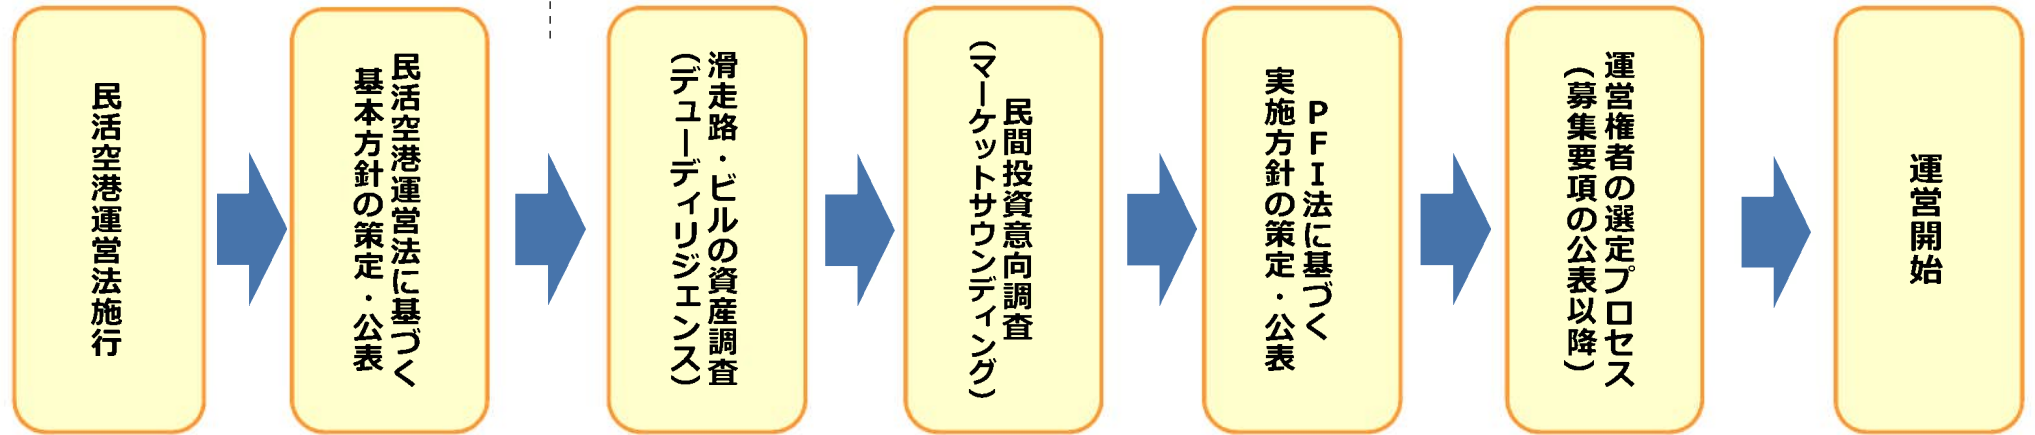 民活空港運営法施行
民活空港運営法に基づく
基本方針の策定・公表
滑走路・ビルの資産調査
(デューディリジェンス)
民間投資意向調査
(マーケットサウンディング)
PFI法に基づく
実施方針の策定・公表
運営権者の選定プロセス
(募集要項の公表以降)
運営開始